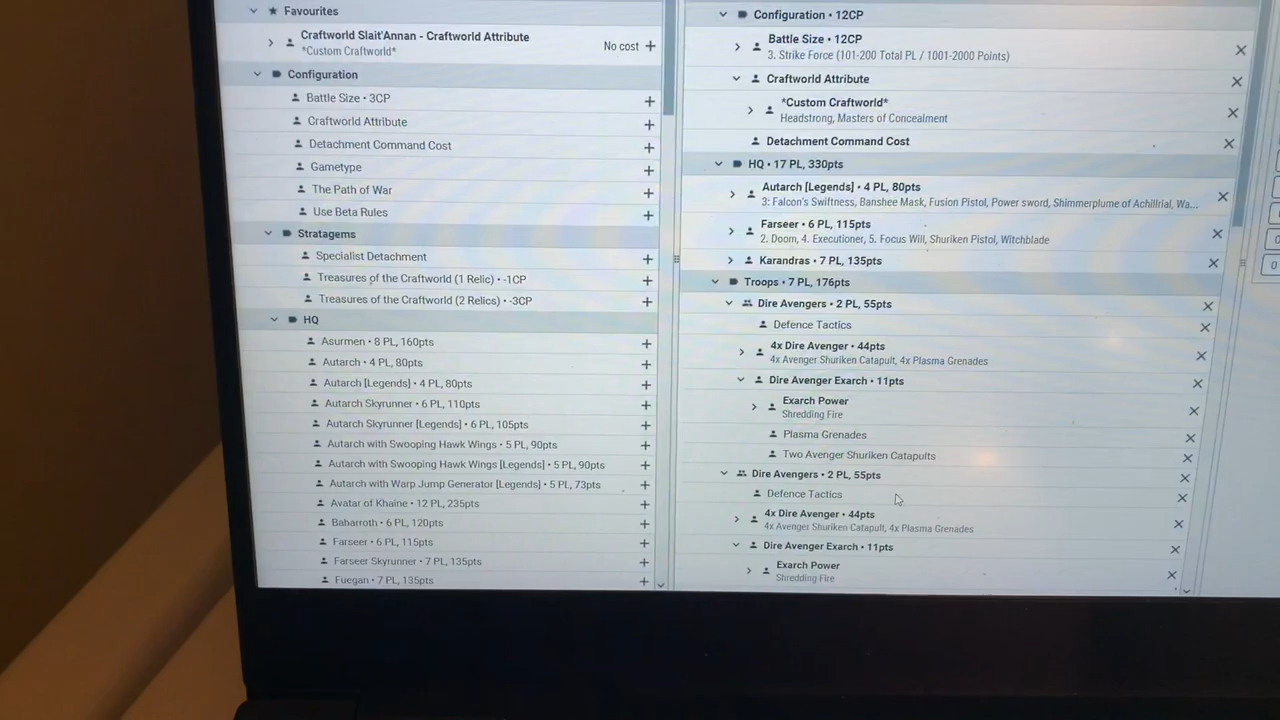 Favourites
Craftworld Slait'Annan - Craftworld Attribute
*Custom Craftworld*
No cost
Configuration
Battle Size • 3CP
Craftworld Attribute
Detachment Command Cost
Gametype
The Path of War
Use Beta Rules
Stratagems
Specialist Detachment
Treasures of the Craftworld (1 Relic) • -1CP
Treasures of the Craftworld (2 Relics) • -3CP
HQ
Asurmen • 8 PL, 160pts
Autarch • 4 PL, 80pts
Autarch [Legends] • 4 PL, 80pts
Autarch Skyrunner • 6 PL, 110pts
Autarch Skyrunner [Legends] • 6 PL, 105pts
Autarch with Swooping Hawk Wings • 5 PL, 90pts
Autarch with Swooping Hawk Wings [Legends] • 5 PL, 90pts
Autarch with Warp Jump Generator [Legends] • 5 PL, 73pts
Avatar of Khaine • 12 PL, 235pts
Baharroth • 6 PL, 120pts
Farseer • 6 PL, 115pts
Farseer Skyrunner • 7 PL, 135pts
Fuegan • 7 PL, 135pts
Configuration • 12CP
Battle Size • 12CP
3. Strike Force (101-200 Total PL / 1001-2000 Points)
Craftworld Attribute
*Custom Craftworld*
Headstrong, Masters of Concealment
Detachment Command Cost
HQ • 17 PL, 330pts
Autarch [Legends] • 4 PL, 80pts
3: Falcon's Swiftness, Banshee Mask, Fusion Pistol, Power sword, Shimmerplume of Achillrial, Wa...
Farseer • 6 PL, 115pts
2. Doom, 4. Executioner, 5. Focus Will, Shuriken Pistol, Witchblade
Karandras • 7 PL, 135pts
Troops • 7 PL, 176pts
Dire Avengers • 2 PL, 55pts
Defence Tactics
4x Dire Avenger • 44pts
4x Avenger Shuriken Catapult, 4x Plasma Grenades
Dire Avenger Exarch • 11pts
Exarch Power
Shredding Fire
Plasma Grenades
Two Avenger Shuriken Catapults
Dire Avengers • 2 PL, 55pts
Defence Tactics
4x Dire Avenger • 44pts
4x Avenger Shuriken Catapult, 4x Plasma Grenades
Dire Avenger Exarch • 11pts
Exarch Power
Shredding Fire